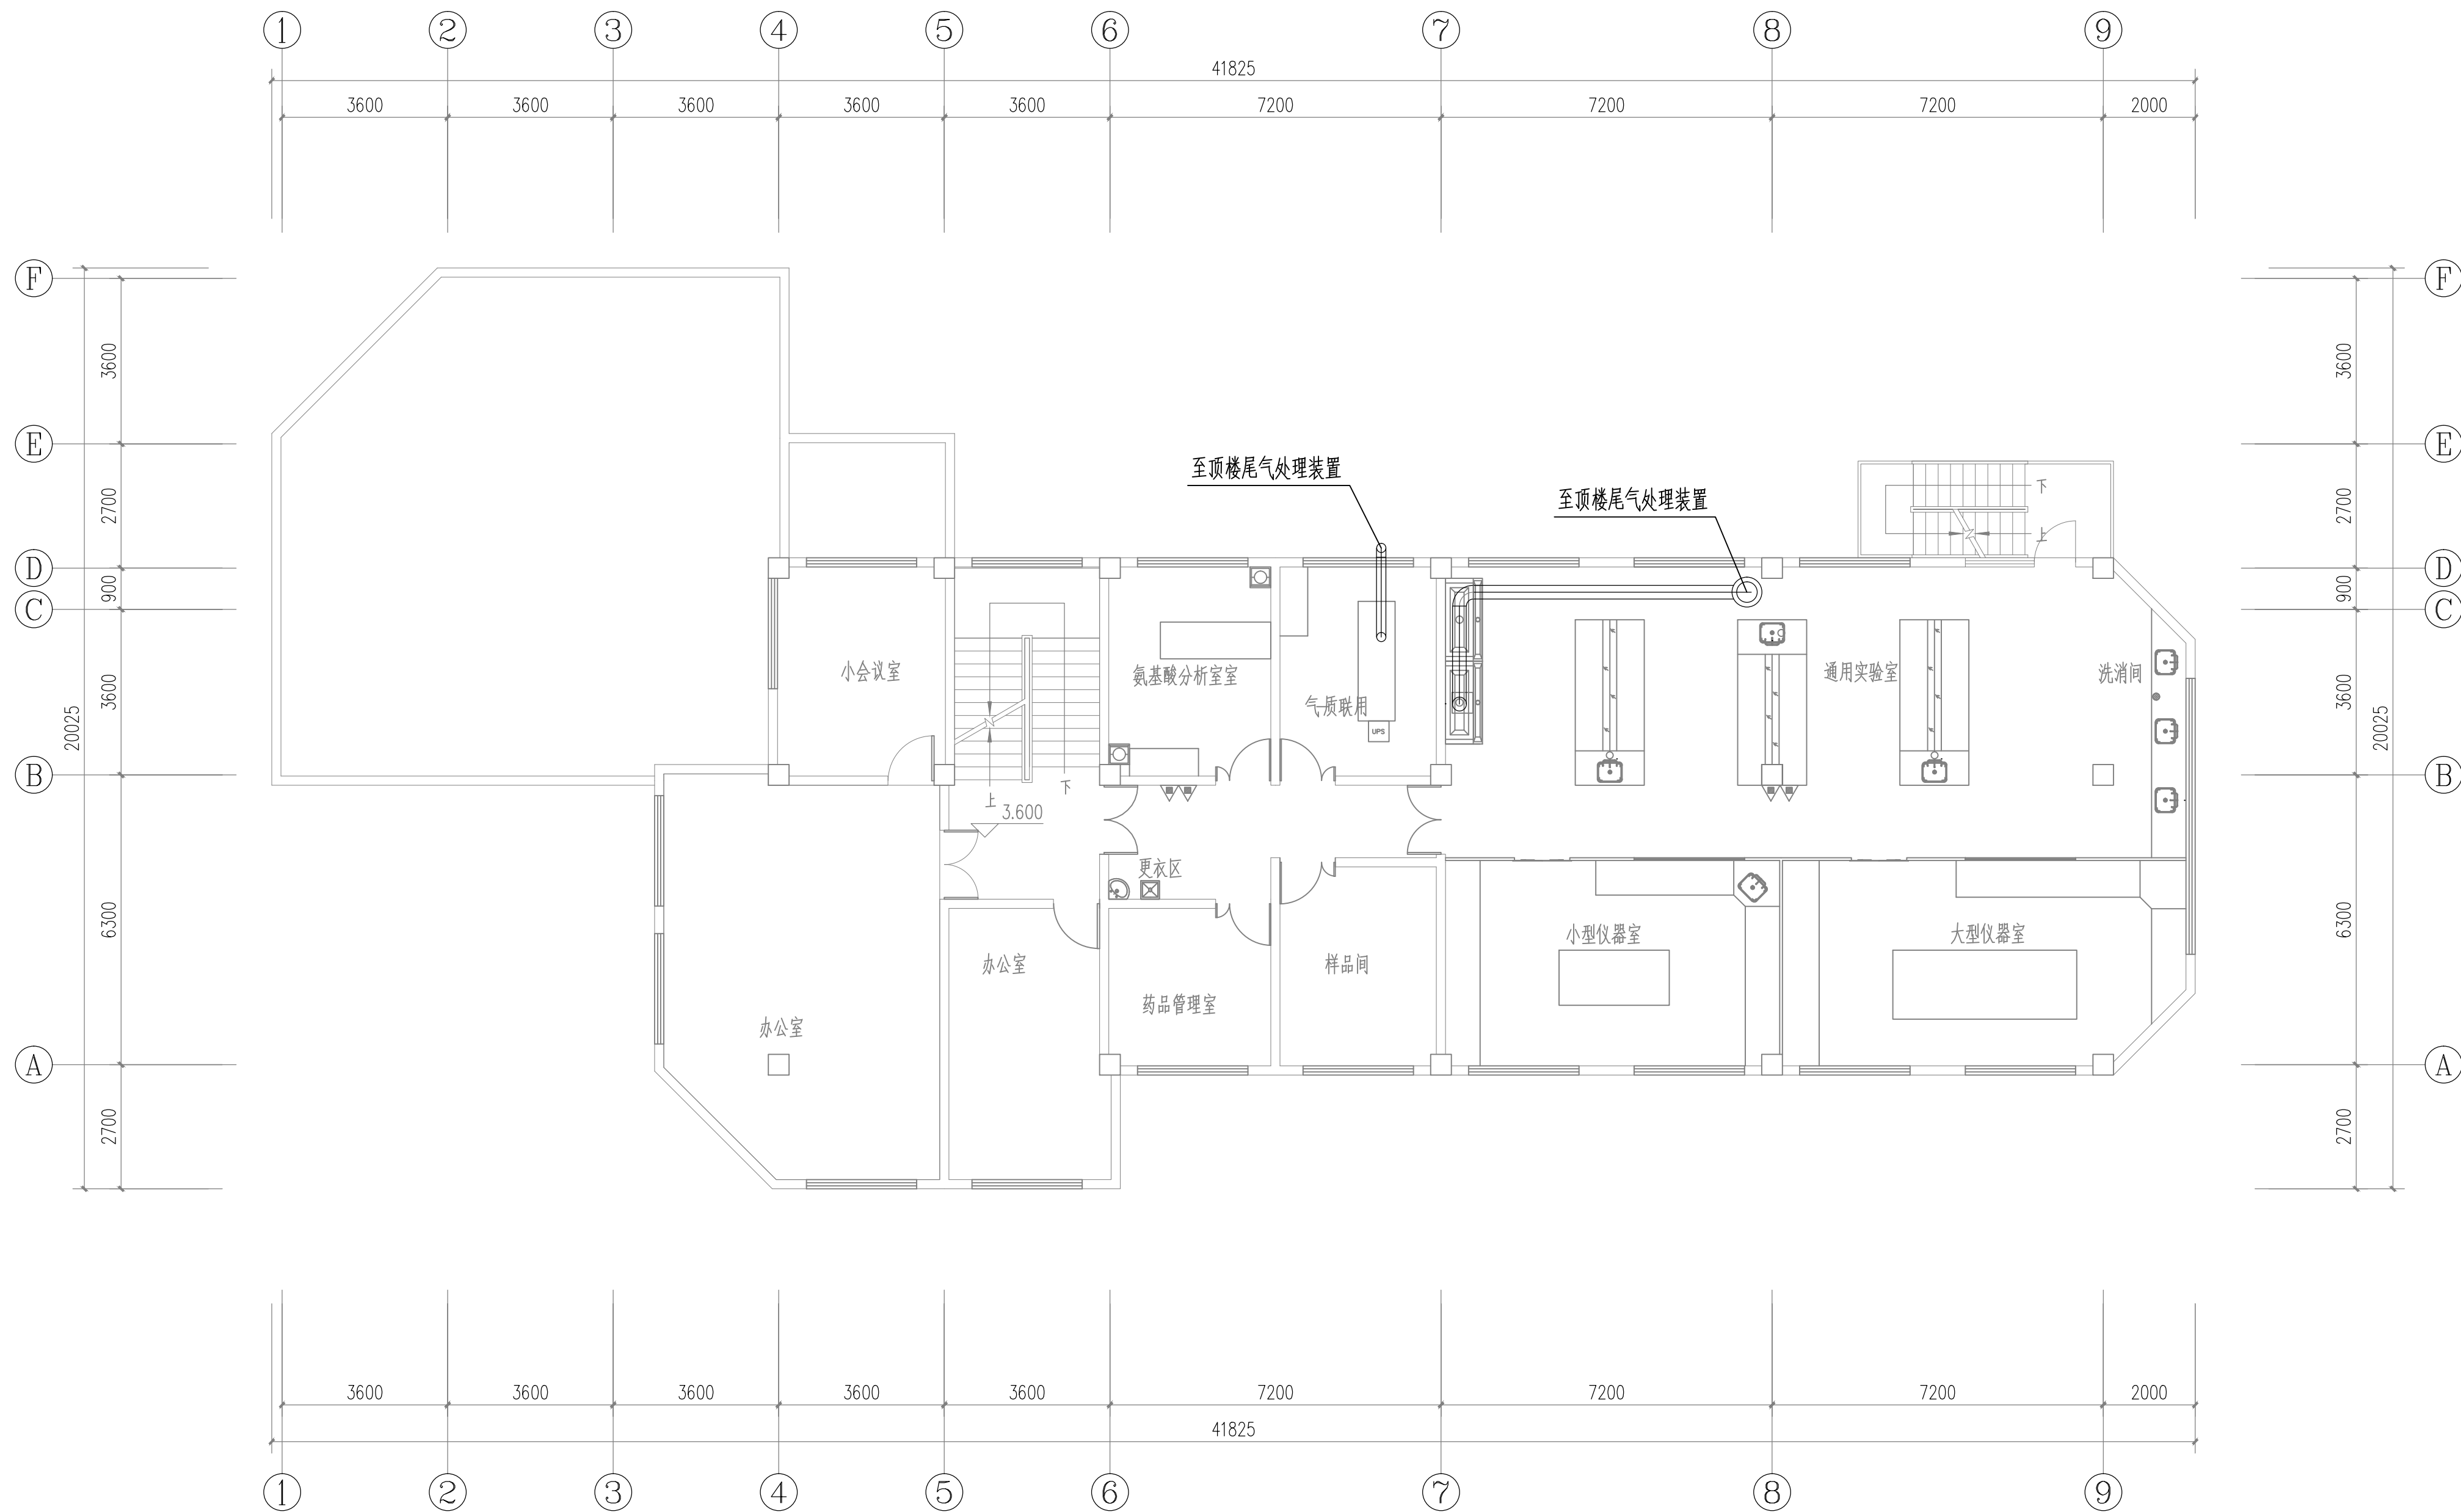 1 2 3 4 5 6 7 8 9
41825
3600 3600 3600 3600 3600 7200 7200 7200 2000
F F
3600 3600
E E
至顶楼尾气处理装置
至顶楼尾气处理装置
下
2700 2700
上
D D
900 900
C C
小会议室
氨基酸分析室室
通用实验室
洗消间
3600 3600
气质联用
20025 20025
UPS
B B
上
下
3.600
更衣区
6300 6300
小型仪器室
大型仪器室
办公室
样品间
药品管理室
办公室
A A
2700 2700
3600 3600 3600 3600 3600 7200 7200 7200 2000
41825
1 2 3 4 5 6 7 8 9